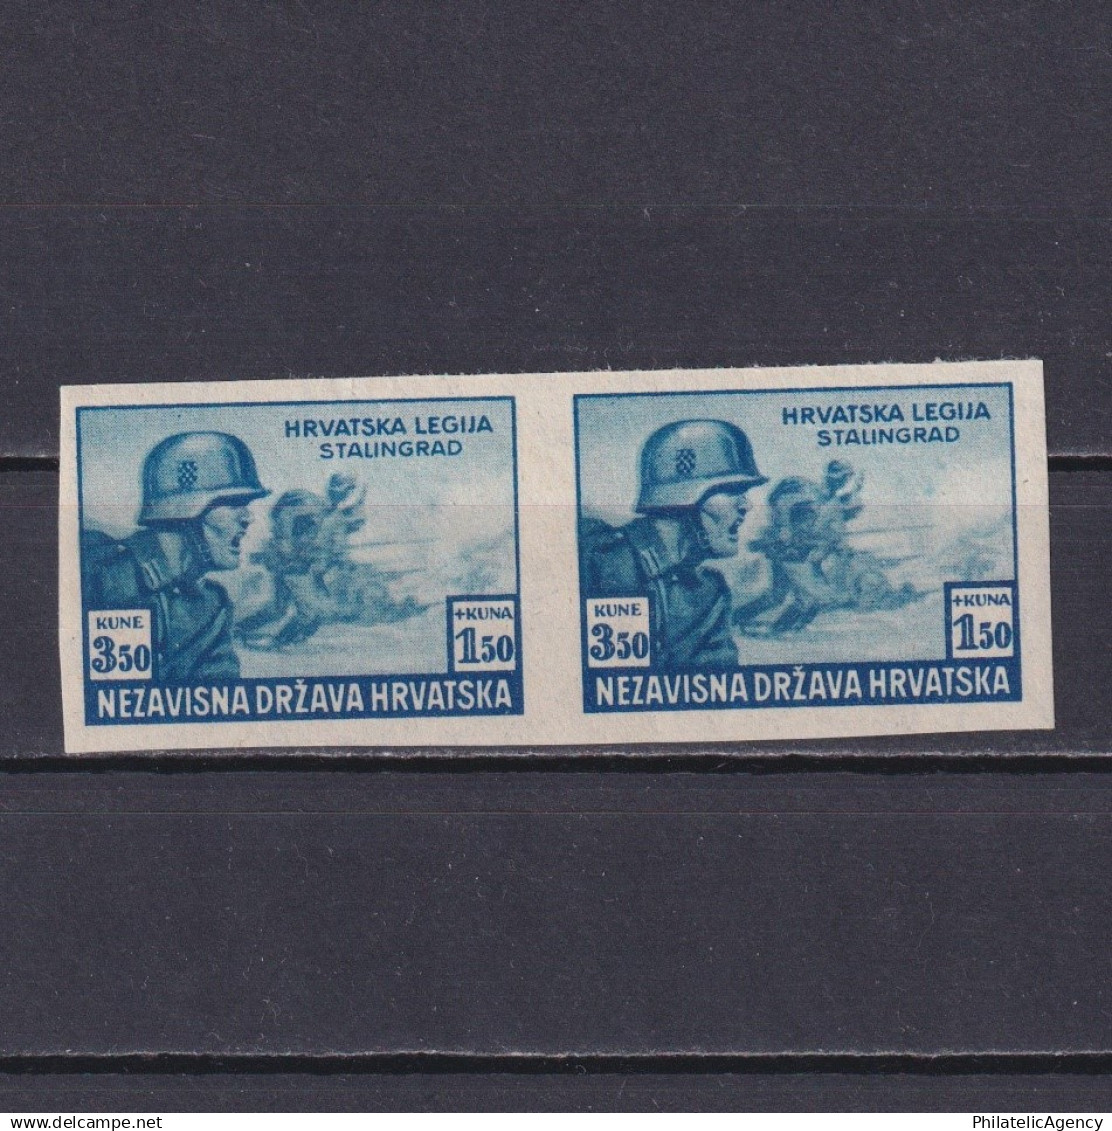 HRVATSKA LEGIJA
STALINGRAD
KUNE
3 50
+KUNA
1 50
NEZAVISNA DRŽAVA HRVATSKA
HRVATSKA LEGIJA
STALINGRAD
KUNE
3 50
+KUNA
1 50
NEZAVISNA DRŽAVA HRVATSKA
www.delcampe.net
PhilatelicAgency